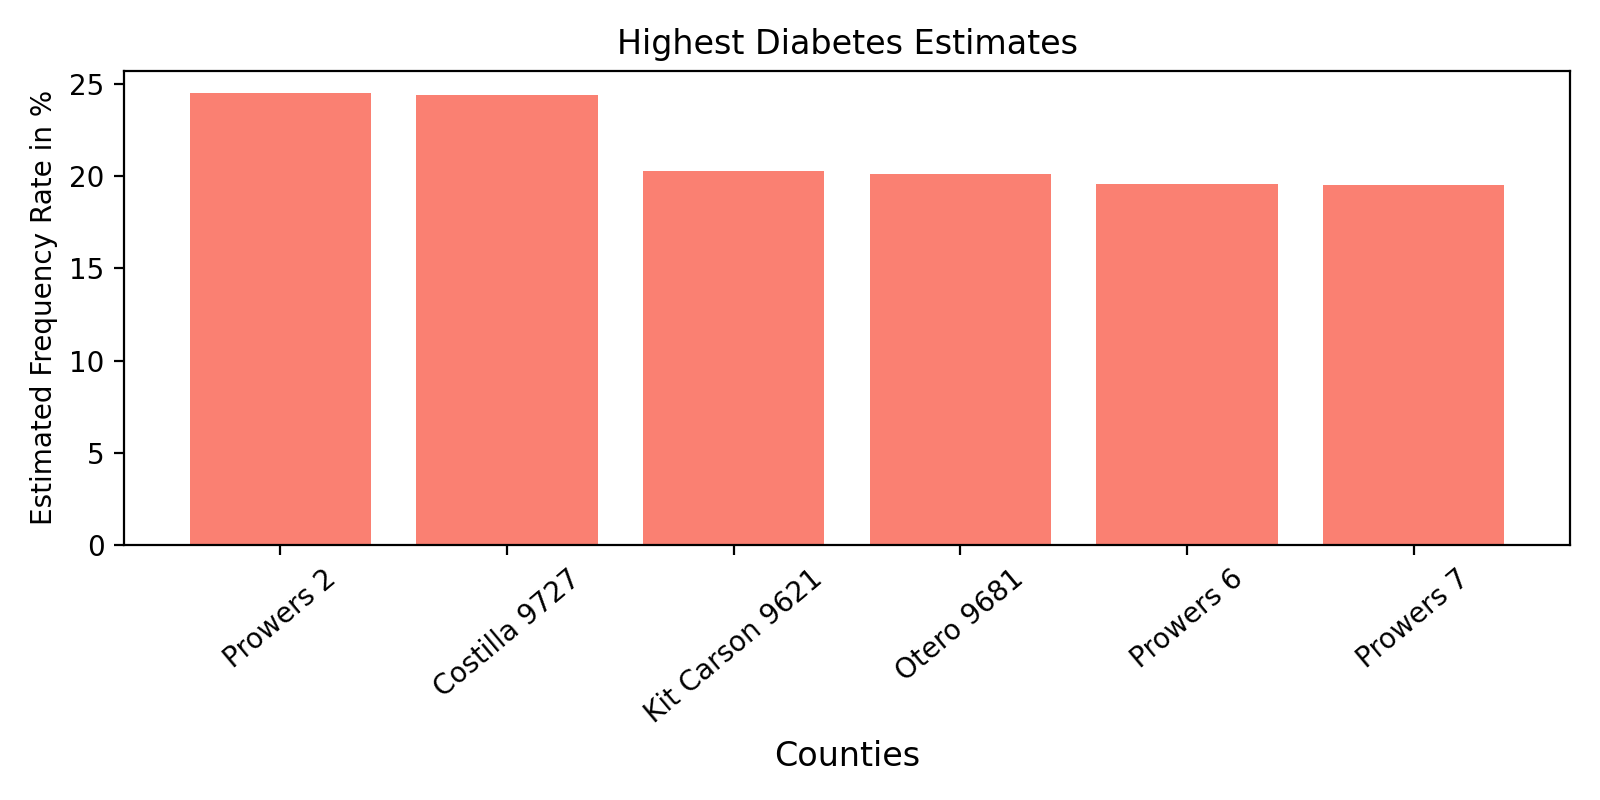 Highest Diabetes Estimates
Estimated Frequency Rate in %
25
20
15
10
5
0
Prowers 2
Costilla 9727
Kit Carson 9621
Otero 9681
Prowers 6
Prowers 7
Counties